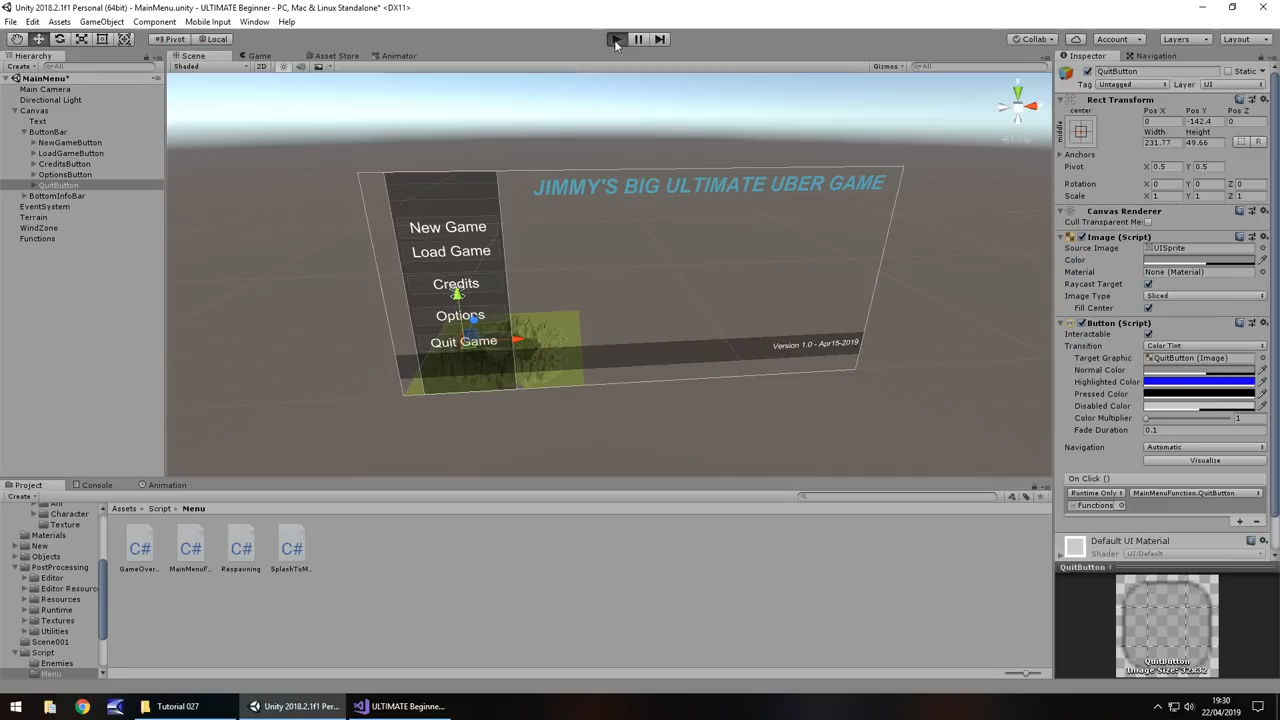 Unity 2018.2.1f1 Personal (64bit) - MainMenu.unity - ULTIMATE Beginner - PC, Mac & Linux Standalone* <DX11>
File Edit Assets GameObject Component Mobile Input Window Help
Pivot Local Collab Account Layers Layout
Hierarchy Scene Game Asset Store Animator Inspector Navigation
Create All Shaded 2D Gizmos All
QuitButton Static
MainMenu*
Tag Untagged Layer UI
Main Camera
Directional Light
Canvas
Text
ButtonBar
NewGameButton
LoadGameButton
CreditsButton
OptionsButton
QuitButton
BottomInfoBar
EventSystem
Terrain
WindZone
Functions
y
JIMMY'S BIG ULTIMATE UBER GAME
New Game
Load Game
Credits
Options
Quit Game
Version 1.0 - Apr15-2019
Rect Transform
center Pos X Pos Y Pos Z
middle 0 -142.4 0
Width Height
231.77 49.66 R
Anchors
Pivot X 0.5 Y 0.5
Rotation X 0 Y 0 Z 0
Scale X 1 Y 1 Z 1
Canvas Renderer
Cull Transparent Me
Image (Script)
Source Image UISprite
Color
Material None (Material)
Raycast Target
Image Type Sliced
Fill Center
Button (Script)
Interactable
Transition Color Tint
Target Graphic QuitButton (Image)
Normal Color
Highlighted Color
Pressed Color
Disabled Color
Color Multiplier 1
Fade Duration 0.1
Navigation Automatic
Visualize
On Click ()
Runtime Only MainMenuFunction.QuitButton
Functions
Default UI Material
Shader UI/Default
QuitButton
QuitButton
Image Size: 32x32
Project Console Animation
Create
Character
Texture
Materials
New
Objects
PostProcessing
Editor
Editor Resourc
Resources
Runtime
Textures
Utilities
Scene001
Script
Enemies
Menu
Assets Script Menu
C# C# C# C#
GameOver... MainMenuF... Respawning SplashToM...
Tutorial 027 Unity 2018.2.1f1 Pers... ULTIMATE Beginne...
19:30
22/04/2019